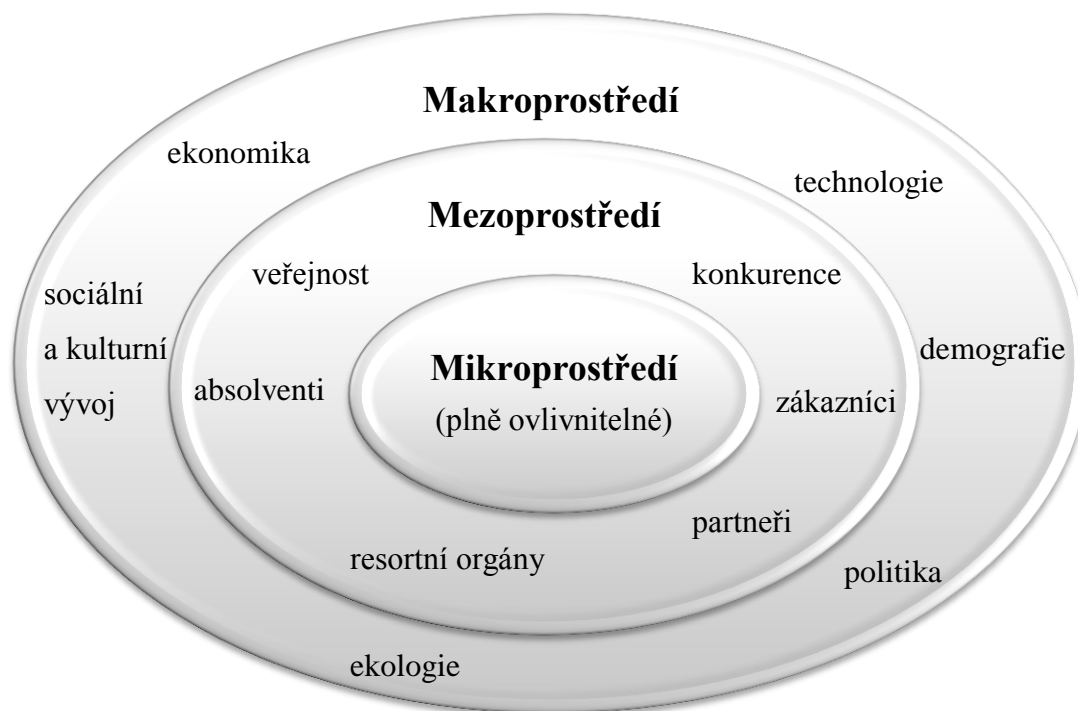 Makroprostředí
ekonomika
technologie
Mezoprostředí
veřejnost
konkurence
sociální
a kulturní
vývoj
demografie
Mikroprostředí
(plně ovlivnitelné)
absolventi
zákazníci
partneři
resortní orgány
politika
ekologie